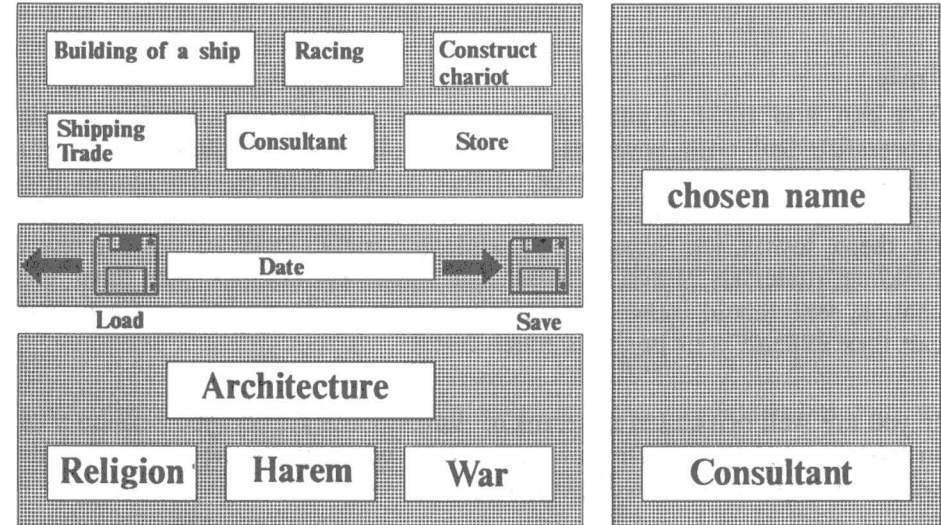 Building of a ship
Racing
Construct
chariot
Shipping
Trade
Consultant
Store
chosen name
Date
Load
Save
Architecture
Religion
Harem
War
Consultant